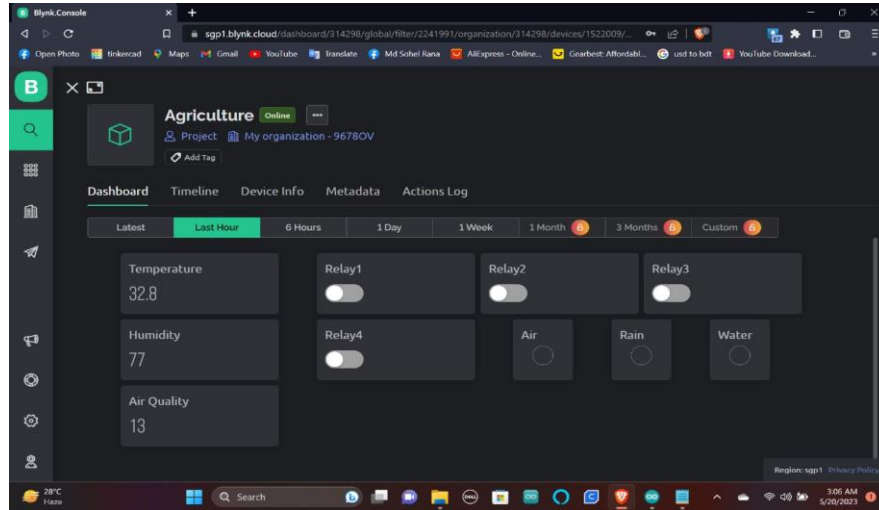 Blynk.Console
sgp1.blynk.cloud/dashboard/314298/global/filter/2241991/organization/314298/devices/1522009/...
Open Photo tinkercad Maps Gmail YouTube Translate Md Sohel Rana AliExpress - Online... Gearbest: Affordabl... usd to bdt YouTube Download...
B
Agriculture Online
Project My organization - 9678OV
Add Tag
Dashboard Timeline Device Info Metadata Actions Log
Latest Last Hour 6 Hours 1 Day 1 Week 1 Month 3 Months Custom
Temperature Relay1 Relay2 Relay3
32.8
Humidity Relay4 Air Rain Water
77
Air Quality
13
Region: sgp1 Privacy Policy
28°C
Haze
Search
3:06 AM
5/20/2023